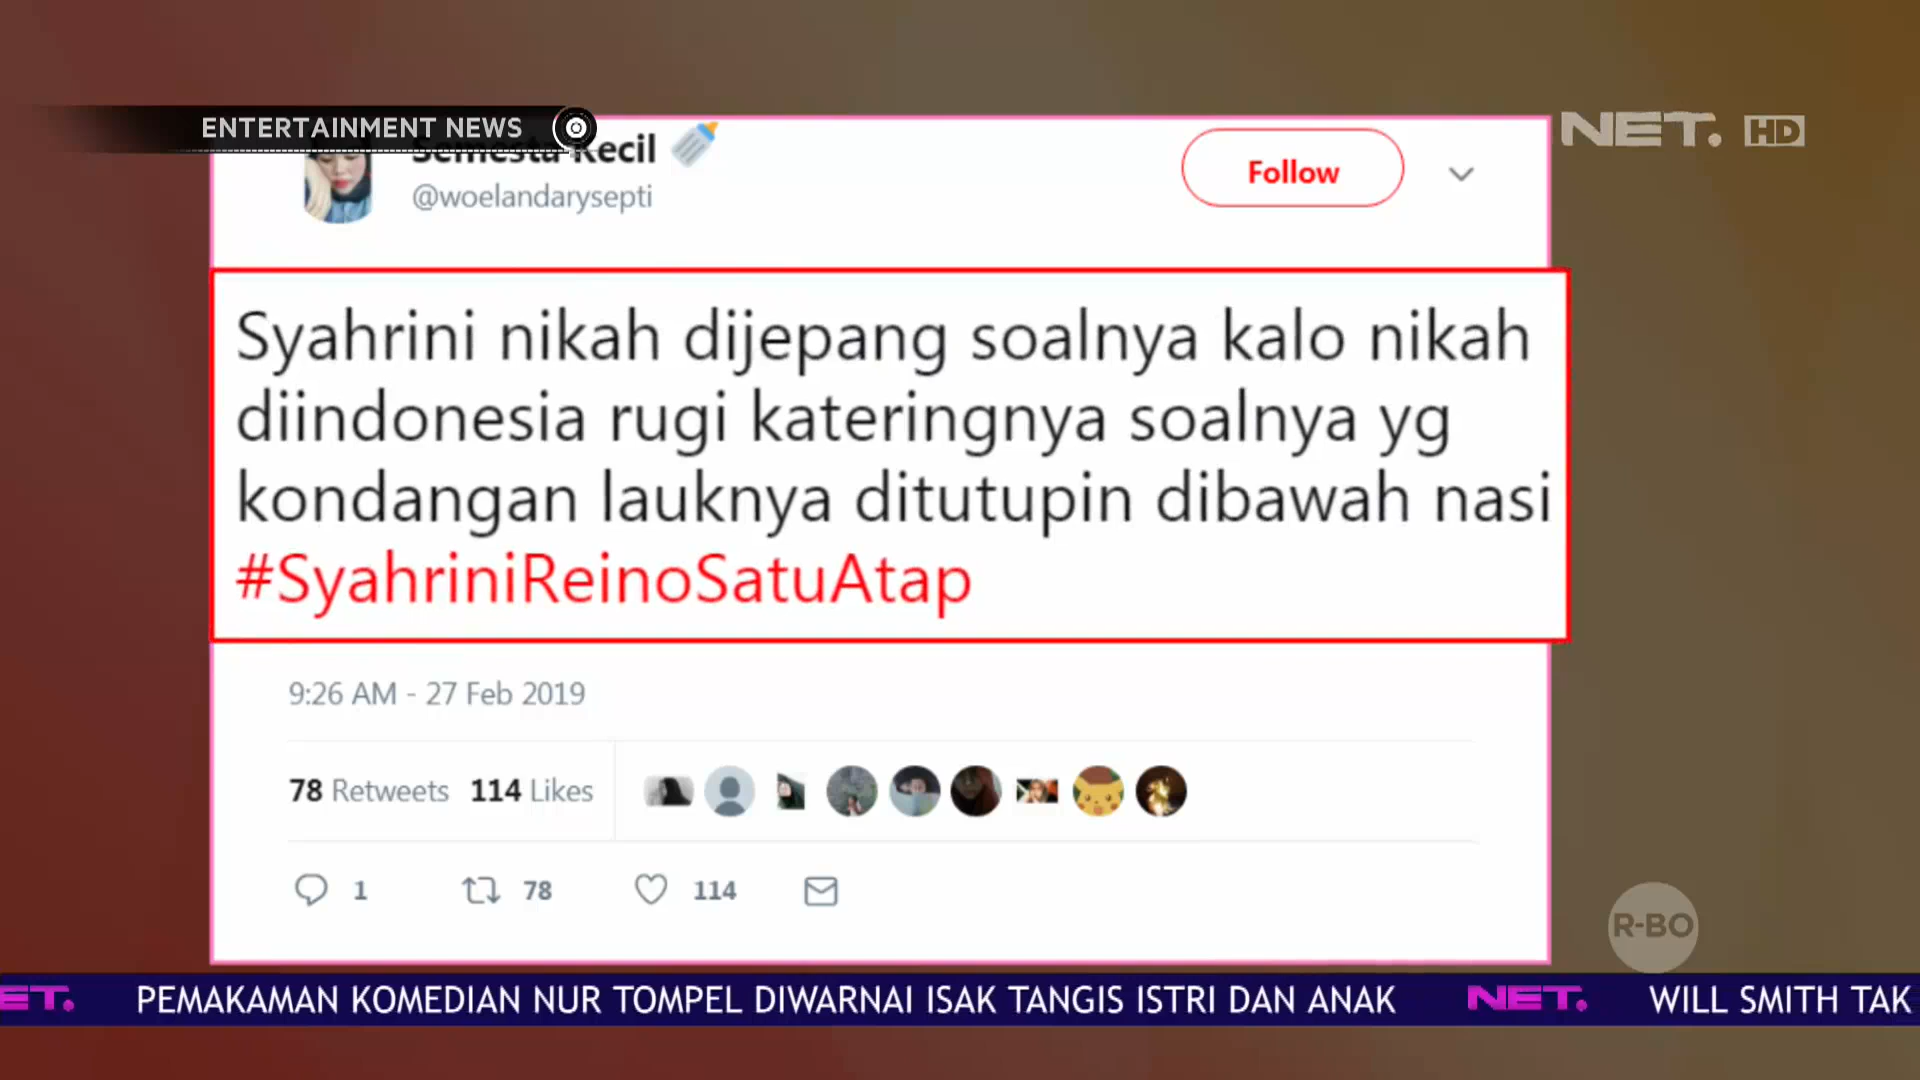 ENTERTAINMENT NEWS
NET. HD
Semesta Kecil
@woelandarysepti
Follow
Syahrini nikah dijepang soalnya kalo nikah
diindonesia rugi kateringnya soalnya yg
kondangan lauknya ditutupin dibawah nasi
#SyahriniReinoSatuAtap
9:26 AM - 27 Feb 2019
78 Retweets 114 Likes
1 78 114
R-BO
ET. PEMAKAMAN KOMEDIAN NUR TOMPEL DIWARNAI ISAK TANGIS ISTRI DAN ANAK NET. WILL SMITH TAK